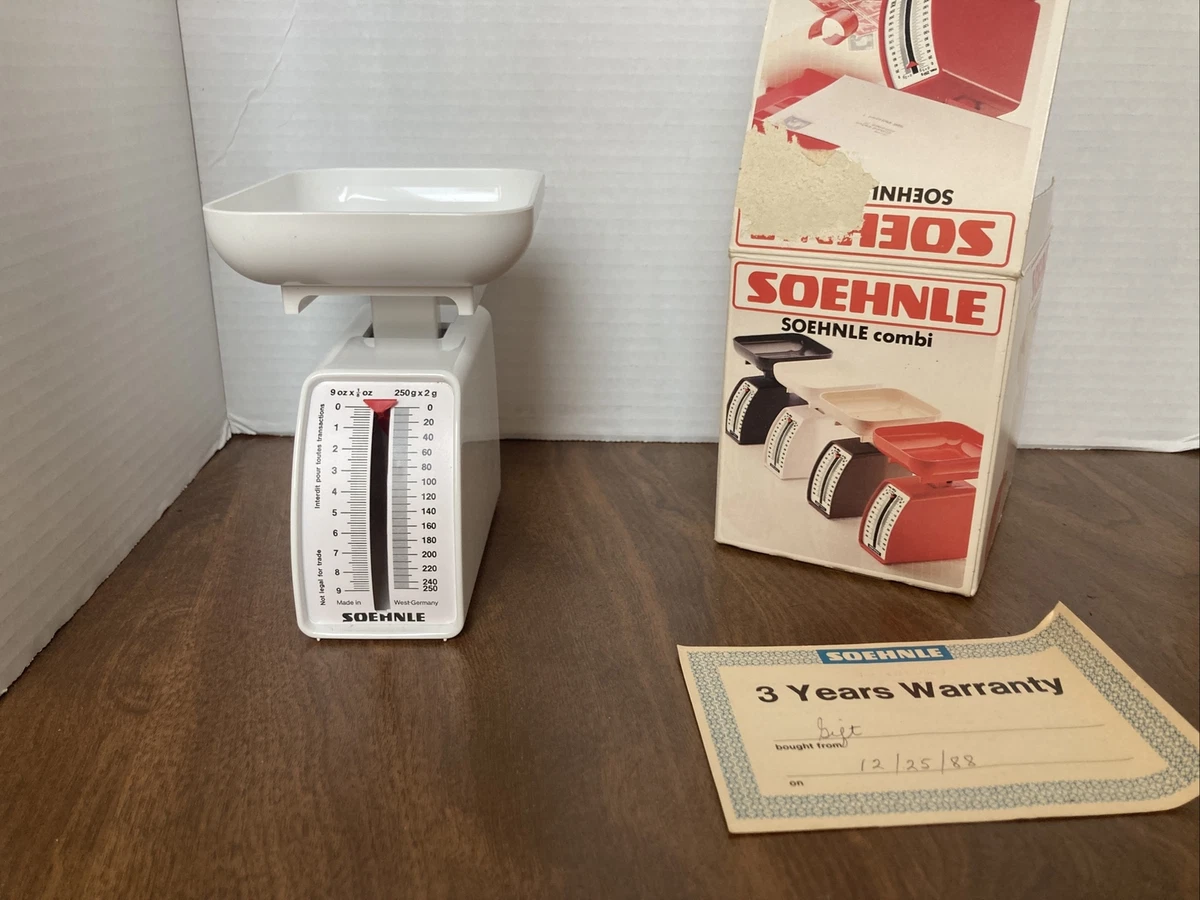 9 oz x ½ oz 250 g x 2 g
0 0
1 20
2 40
3 60
4 80
5 100
6 120
7 140
8 160
9 180
200
220
240
250
Interdit pour toutes transactions
Not legal for trade
Made in West-Germany
SOEHNLE
SOEHNLE
SOEHNLE
SOEHNLE combi
SOEHNLE
3 Years Warranty
Gift
bought from
12/25/88
on